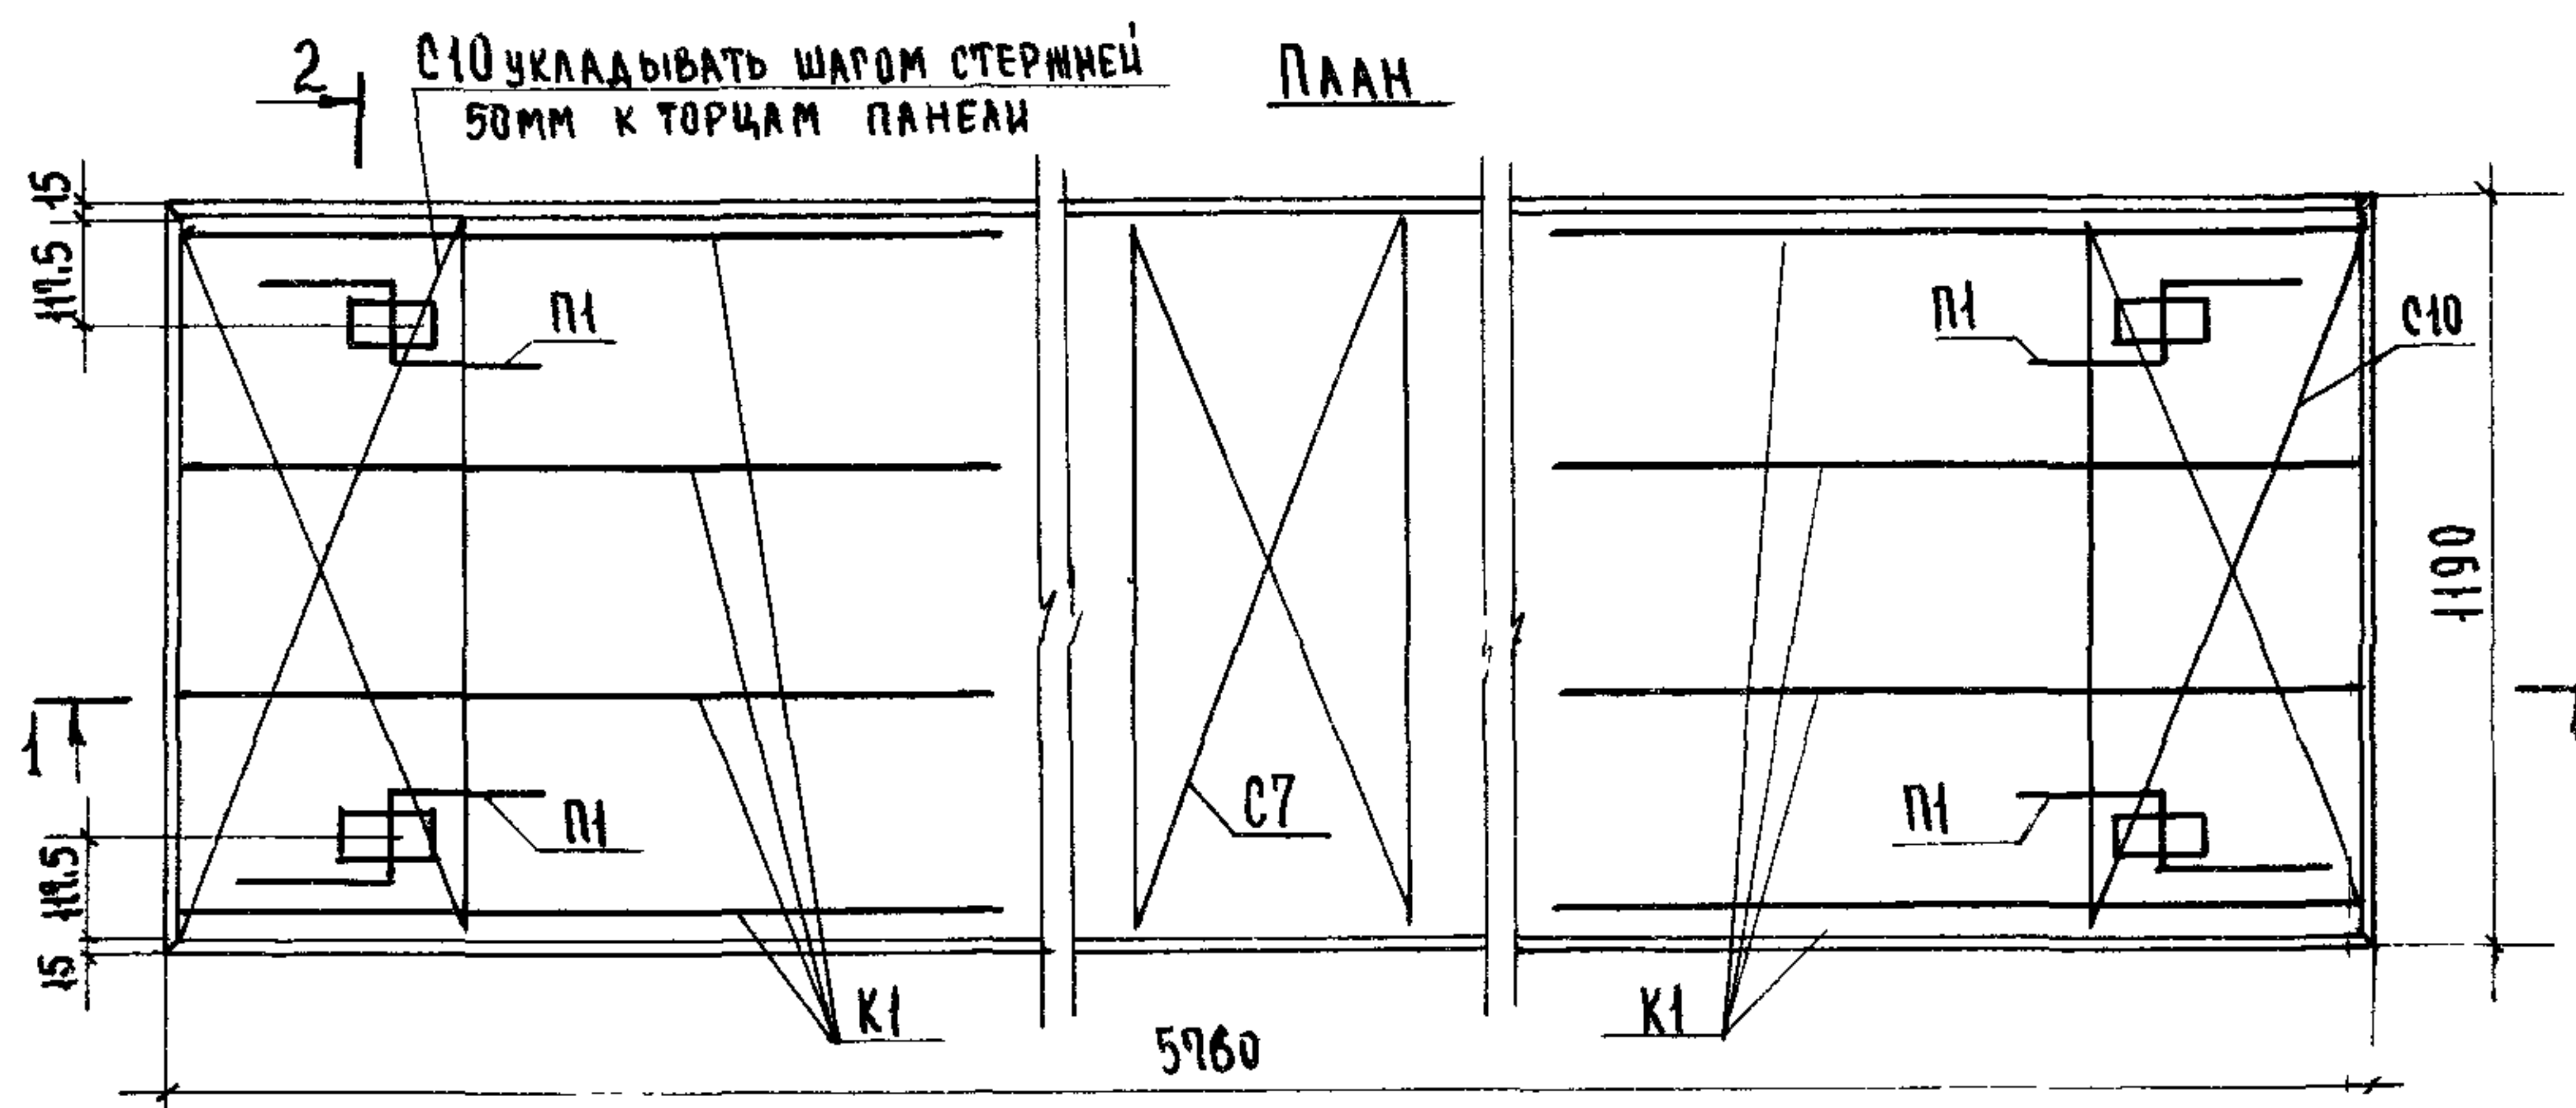 2
С10 УКЛАДЫВАТЬ ШАГОМ СТЕРЖНЕЙ
50ММ К ТОРЦАМ ПАНЕЛИ
ПЛАН
15
117.5
П1
П1
С10
1190
1
С7
П1
П1
117.5
15
К1
К1
5760